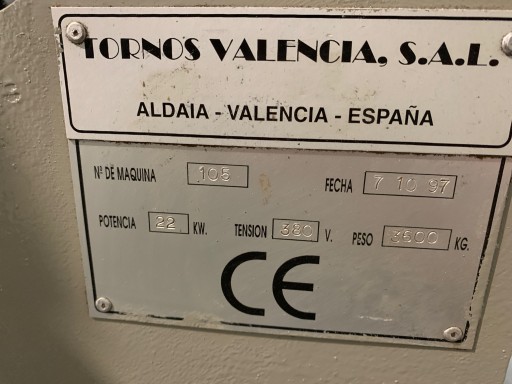 TORNOS VALENCIA, S.A.L.
ALDAIA - VALENCIA - ESPAÑA
Nº DE MAQUINA 105 FECHA 7 10 97
POTENCIA 22 KW. TENSION 380 V. PESO 3600 KG.
CE